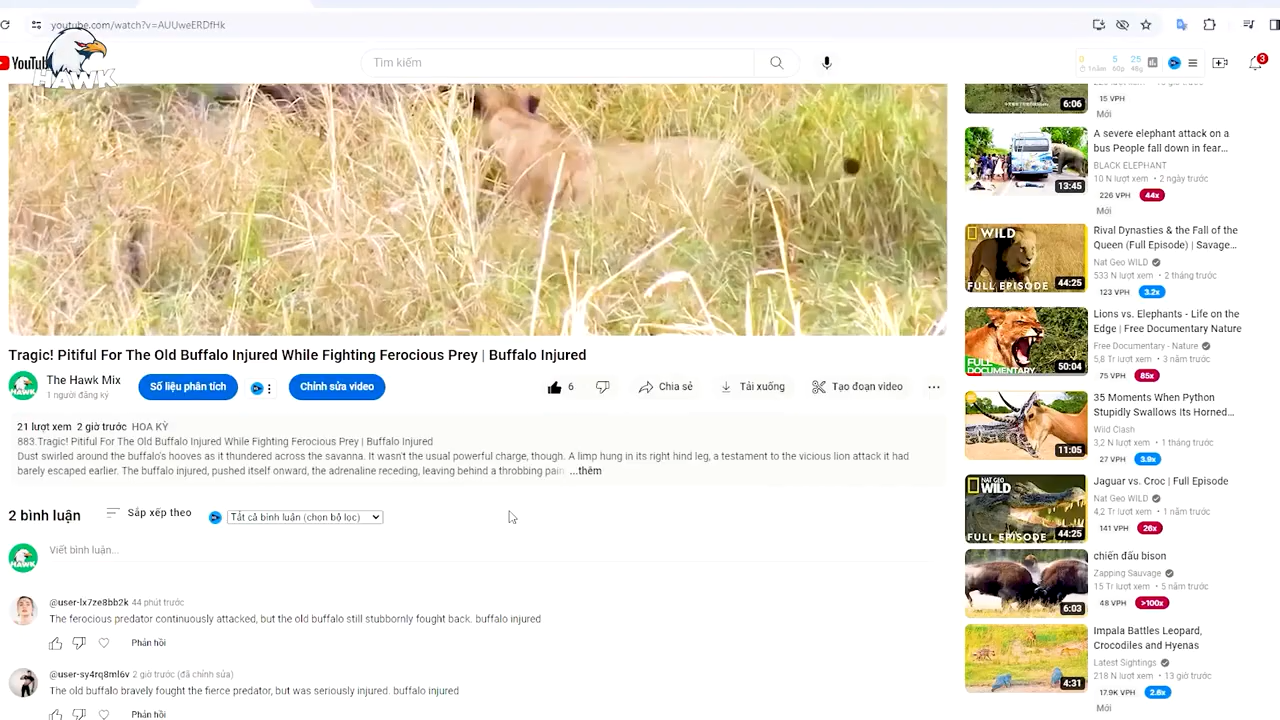 youtube.com/watch?v=AUUweERDfHk
HAWK
YouTube
Tìm kiếm
0
5
25
60p
48g
3
6:06
15 VPH
Mới
A severe elephant attack on a
bus People fall down in fear...
BLACK ELEPHANT
10 N lượt xem • 2 ngày trước
226 VPH 44x
Mới
13:45
WILD
FULL EPISODE
44:25
Rival Dynasties & the Fall of the
Queen (Full Episode) | Savage...
Nat Geo WILD
533 N lượt xem • 2 tháng trước
123 VPH 3.2x
FULL
DOCUMENTARY
50:04
Lions vs. Elephants - Life on the
Edge | Free Documentary Nature
Free Documentary - Nature
5,8 Tr lượt xem • 3 năm trước
75 VPH 85x
11:05
35 Moments When Python
Stupidly Swallows Its Horned...
Wild Clash
3,2 N lượt xem • 1 tháng trước
27 VPH 3.9x
NAT GEO
WILD
FULL EPISODE
44:25
Jaguar vs. Croc | Full Episode
Nat Geo WILD
4,2 Tr lượt xem • 1 năm trước
141 VPH 26x
6:03
chiến đấu bison
Zapping Sauvage
15 Tr lượt xem • 5 năm trước
48 VPH >100x
4:31
Impala Battles Leopard,
Crocodiles and Hyenas
Latest Sightings
218 N lượt xem • 13 giờ trước
17.9K VPH 2.6x
Mới
Tragic! Pitiful For The Old Buffalo Injured While Fighting Ferocious Prey | Buffalo Injured
HAWK
The Hawk Mix
1 người đăng ký
Số liệu phân tích
Chỉnh sửa video
6
Chia sẻ
Tải xuống
Tạo đoạn video
21 lượt xem 2 giờ trước HOA KỲ
883.Tragic! Pitiful For The Old Buffalo Injured While Fighting Ferocious Prey | Buffalo Injured
Dust swirled around the buffalo's hooves as it thundered across the savanna. It wasn't the usual powerful charge, though. A limp hung in its right hind leg, a testament to the vicious lion attack it had
barely escaped earlier. The buffalo injured, pushed itself onward, the adrenaline receding, leaving behind a throbbing pain ...thêm
2 bình luận
Sắp xếp theo
Tất cả bình luận (chọn bộ lọc)
HAWK
Viết bình luận...
@user-lx7ze8bb2k 44 phút trước
The ferocious predator continuously attacked, but the old buffalo still stubbornly fought back. buffalo injured
Phản hồi
@user-sy4rq8ml6v 2 giờ trước (đã chỉnh sửa)
The old buffalo bravely fought the fierce predator, but was seriously injured. buffalo injured
Phản hồi